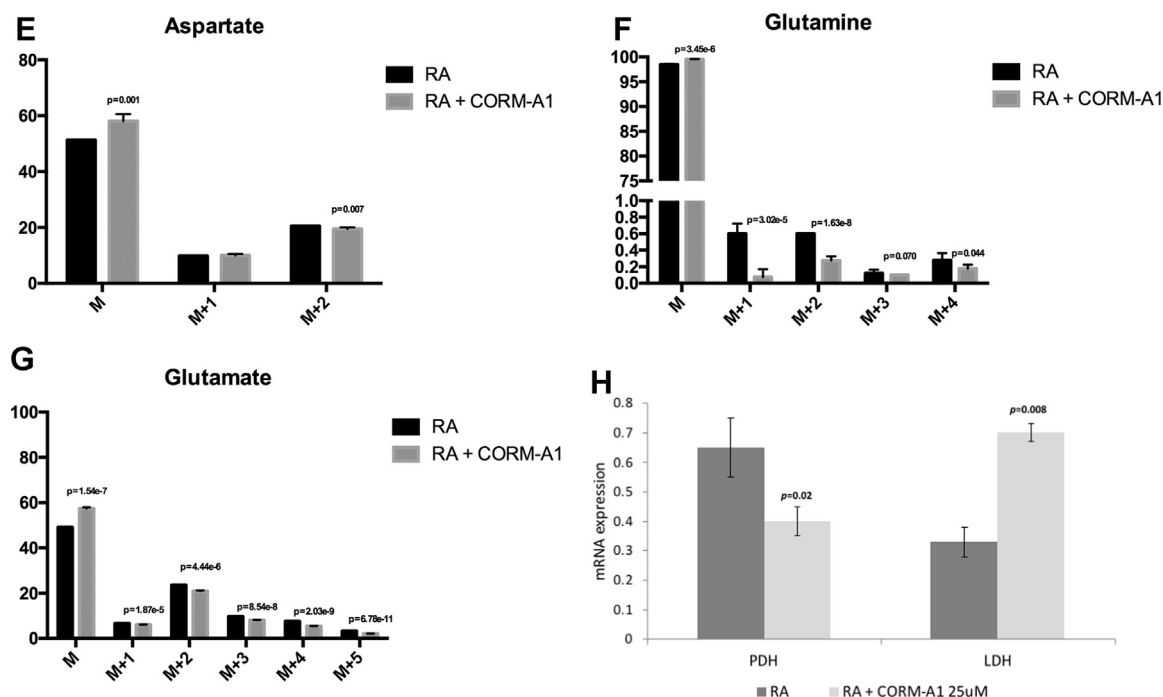 E
Aspartate
80
60
40
20
0
p=0.001
p=0.007
M
M+1
M+2
RA
RA + CORM-A1
F
Glutamine
100
95
90
85
80
75
1.0
0.8
0.6
0.4
0.2
0.0
p=3.45e-6
p=3.02e-5
p=1.63e-8
p=0.070
p=0.044
M
M+1
M+2
M+3
M+4
RA
RA + CORM-A1
G
Glutamate
100
80
60
40
20
0
p=1.54e-7
p=1.87e-5
p=4.44e-6
p=8.54e-8
p=2.03e-9
p=6.78e-11
M
M+1
M+2
M+3
M+4
M+5
RA
RA + CORM-A1
H
mRNA expression
0.8
0.7
0.6
0.5
0.4
0.3
0.2
0.1
0
p=0.02
p=0.008
PDH
LDH
RA
RA + CORM-A1 25uM